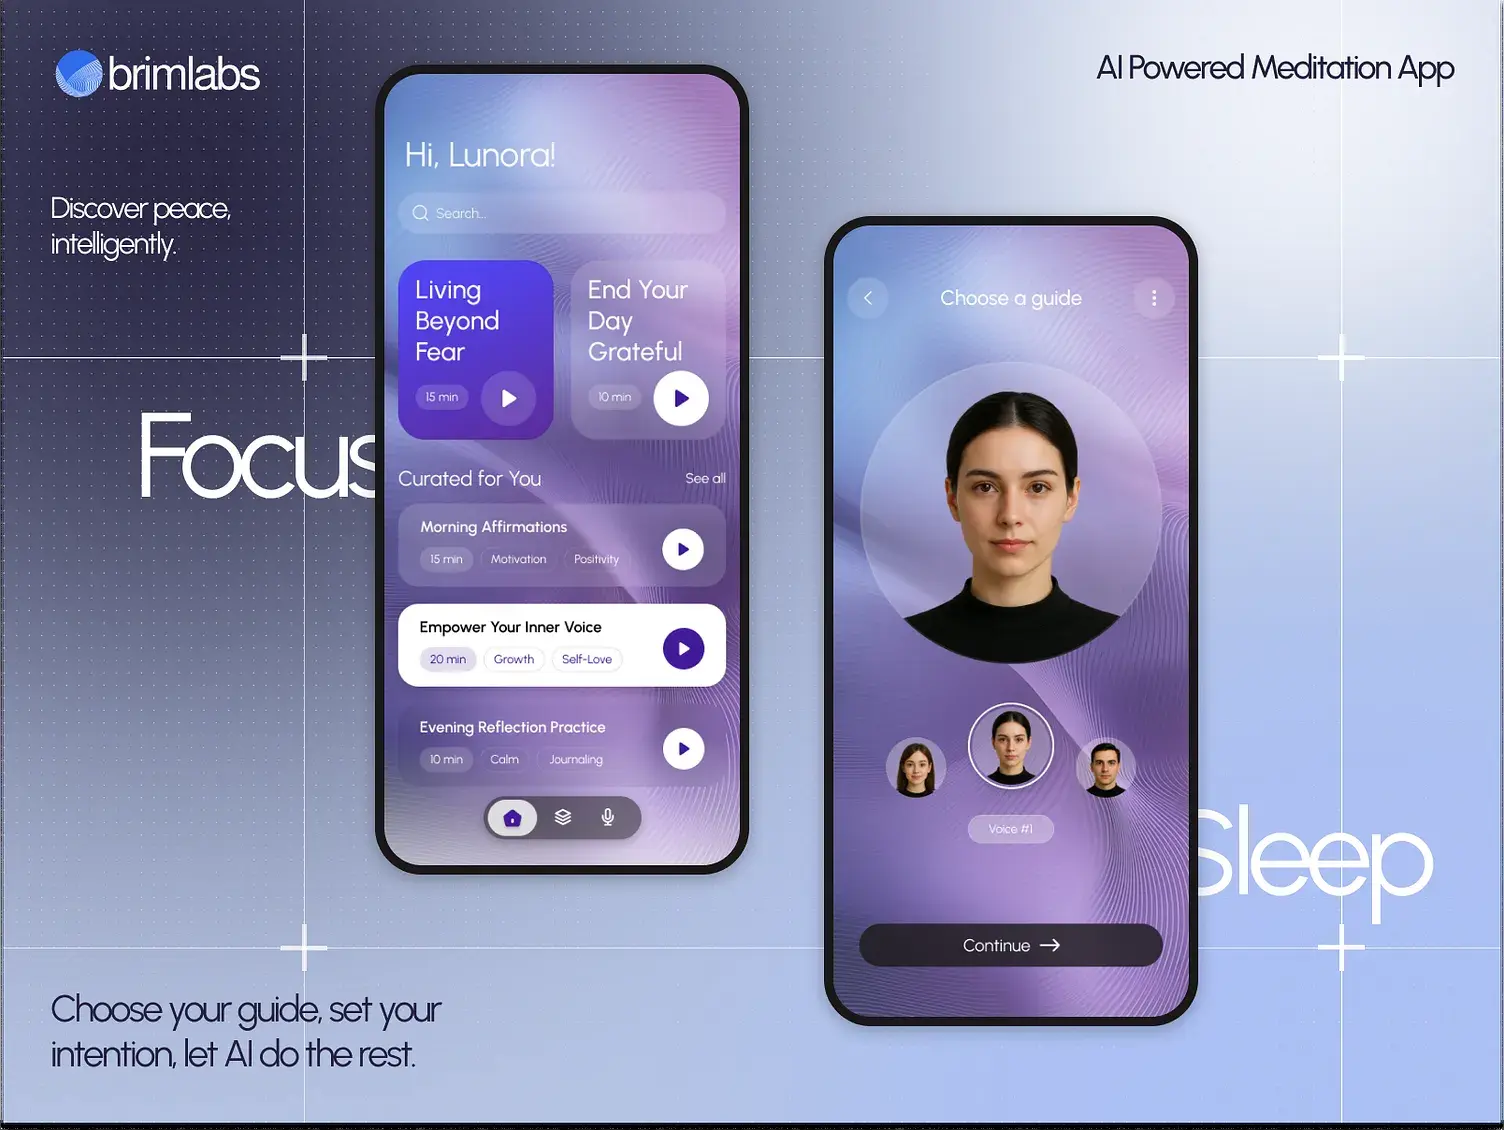 brimlabs
AI Powered Meditation App
Discover peace,
intelligently.
Focus
Hi, Lunora!
Search...
Living
Beyond
Fear
15 min
End Your
Day
Grateful
10 min
Curated for You
See all
Morning Affirmations
15 min
Motivation
Positivity
Empower Your Inner Voice
20 min
Growth
Self-Love
Evening Reflection Practice
10 min
Calm
Journaling
Choose a guide
Voice #1
Continue
Sleep
Choose your guide, set your
intention, let AI do the rest.